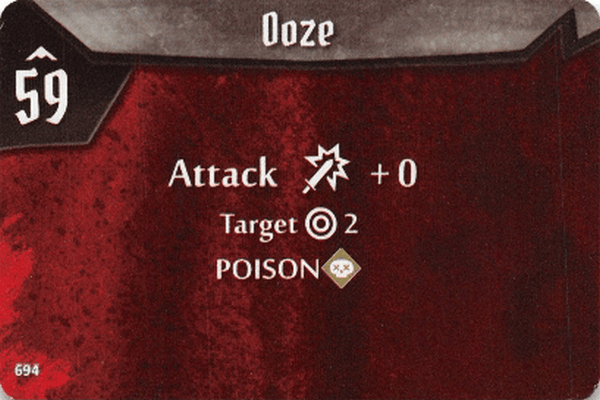 Ooze
59
Attack + 0
Target 2
POISON
694